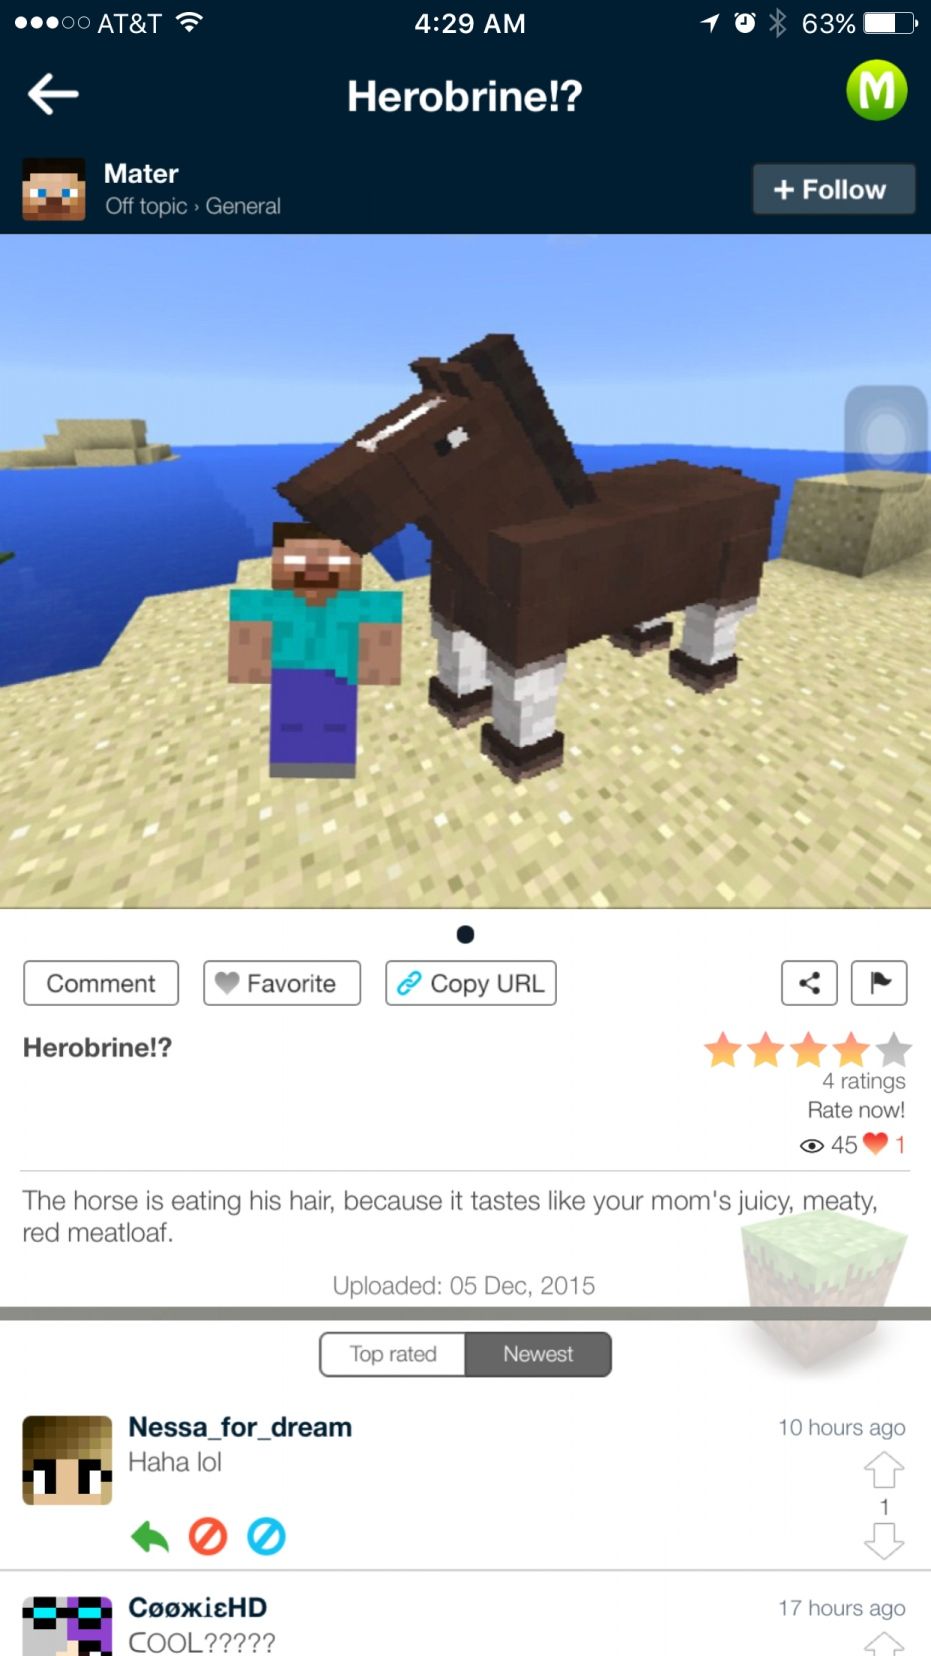 AT&T
4:29 AM
63%
Herobrine!?
M
Mater
Off topic › General
+ Follow
Comment
Favorite
Copy URL
Herobrine!?
4 ratings
Rate now!
45
1
The horse is eating his hair, because it tastes like your mom's juicy, meaty,
red meatloaf.
Uploaded: 05 Dec, 2015
Top rated
Newest
Nessa_for_dream
10 hours ago
Haha lol
1
CøøжiεHD
17 hours ago
COOL?????